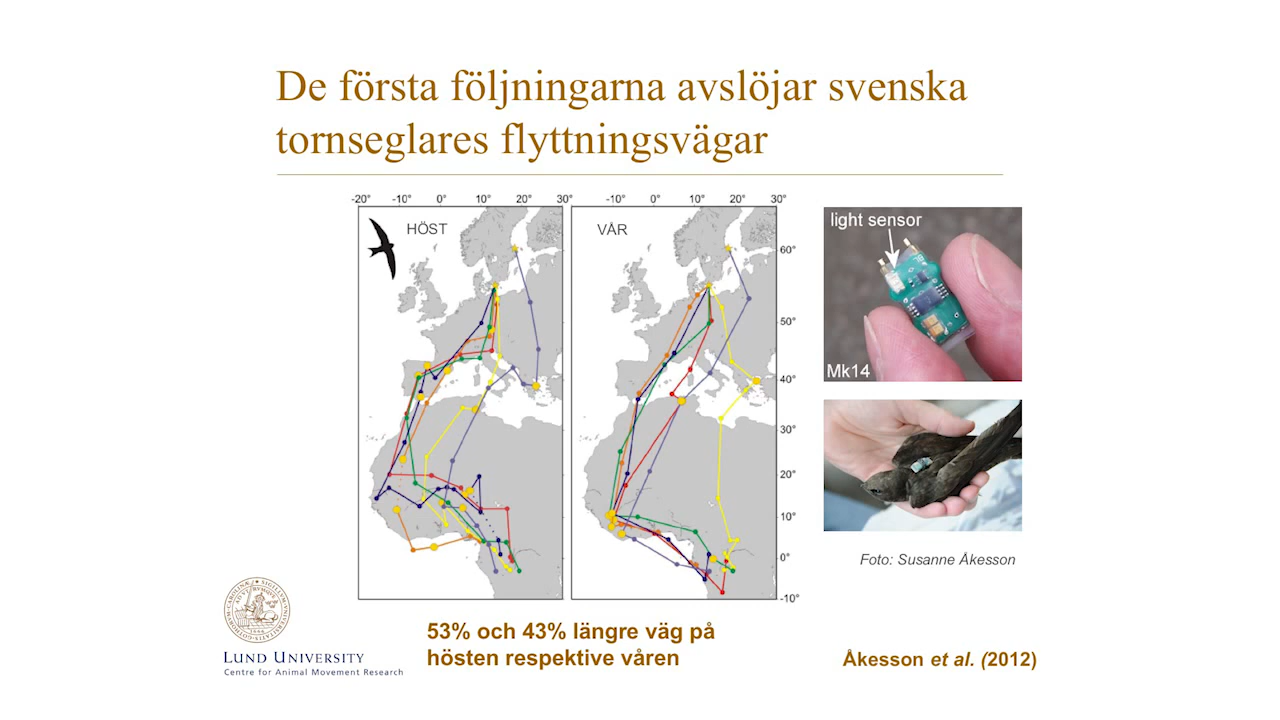 De första följningarna avslöjar svenska
tornseglares flyttningsvägar
-20° -10° 0° 10° 20° 30° -10° 0° 10° 20° 30°
HÖST
VÅR
60°
50°
40°
30°
20°
10°
0°
-10°
light sensor
Mk14
Foto: Susanne Åkesson
53% och 43% längre väg på
hösten respektive våren
LUND UNIVERSITY
Centre for Animal Movement Research
Åkesson et al. (2012)